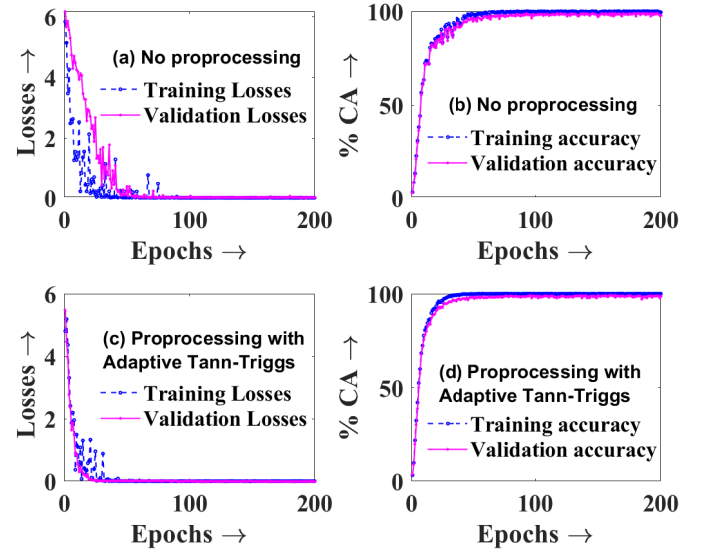 6
4
2
0
0
100
200
Losses →
Epochs →
(a) No proprocessing
Training Losses
Validation Losses
100
50
0
0
100
200
% CA →
Epochs →
(b) No proprocessing
Training accuracy
Validation accuracy
6
4
2
0
0
100
200
Losses →
Epochs →
(c) Proprocessing with
Adaptive Tann-Triggs
Training Losses
Validation Losses
100
50
0
0
100
200
% CA →
Epochs →
(d) Proprocessing with
Adaptive Tann-Triggs
Training accuracy
Validation accuracy